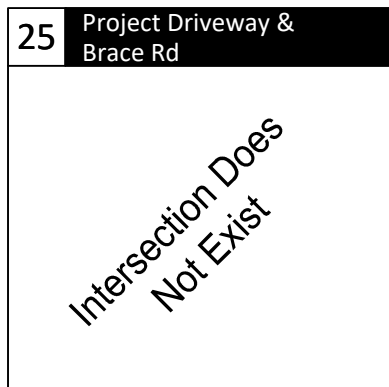 25
Project Driveway &
Brace Rd
Intersection Does
Not Exist